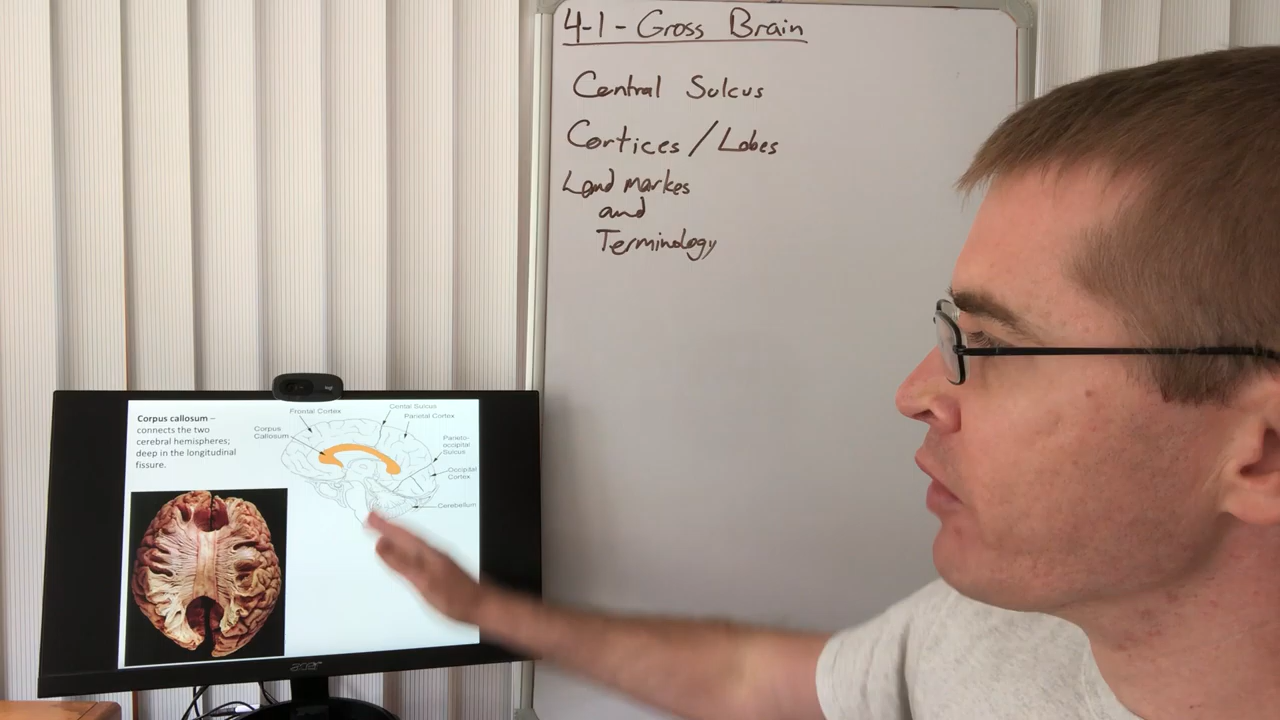 4-1 - Gross Brain
Central Sulcus
Cortices / Lobes
Land markes
and
Terminology
Corpus callosum –
connects the two
cerebral hemispheres;
deep in the longitudinal
fissure.
Frontal Cortex
Cental Sulcus
Parietal Cortex
Corpus
Callosum
Parieto-
occipital
Sulcus
Occipital
Cortex
Cerebellum
acer
logi